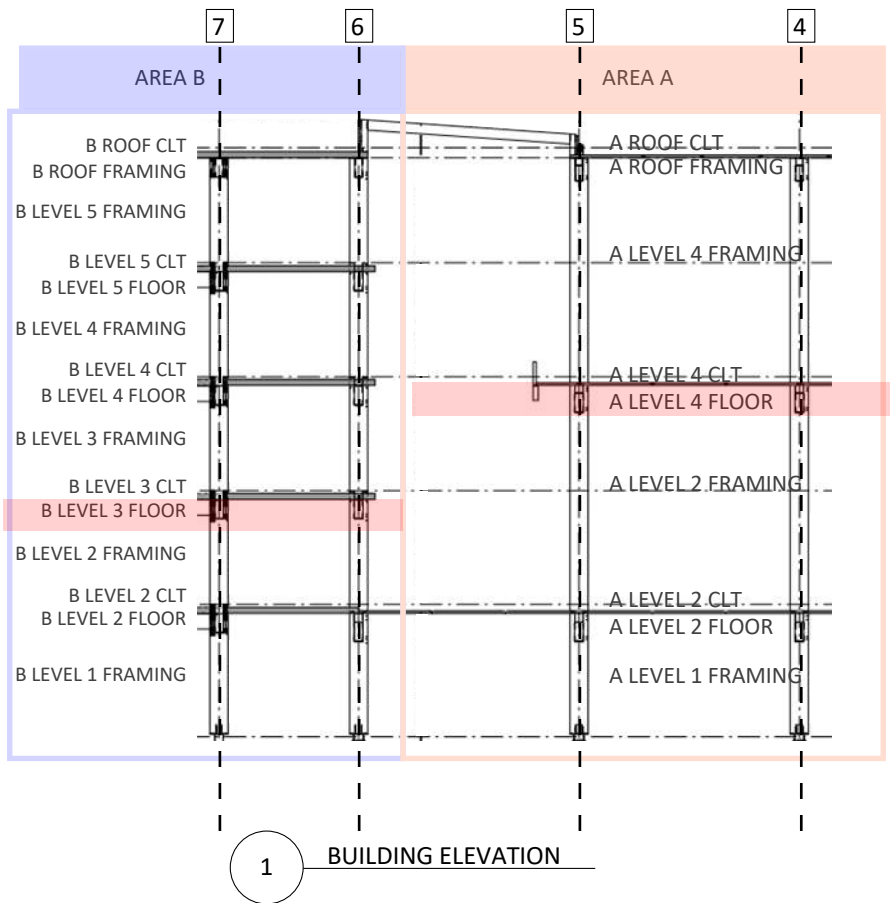 7 6 5 4
AREA B AREA A
B ROOF CLT
B ROOF FRAMING
B LEVEL 5 FRAMING
B LEVEL 5 CLT
B LEVEL 5 FLOOR
B LEVEL 4 FRAMING
B LEVEL 4 CLT
B LEVEL 4 FLOOR
B LEVEL 3 FRAMING
B LEVEL 3 CLT
B LEVEL 3 FLOOR
B LEVEL 2 FRAMING
B LEVEL 2 CLT
B LEVEL 2 FLOOR
B LEVEL 1 FRAMING
A ROOF CLT
A ROOF FRAMING
A LEVEL 4 FRAMING
A LEVEL 4 CLT
A LEVEL 4 FLOOR
A LEVEL 2 FRAMING
A LEVEL 2 CLT
A LEVEL 2 FLOOR
A LEVEL 1 FRAMING
1 BUILDING ELEVATION